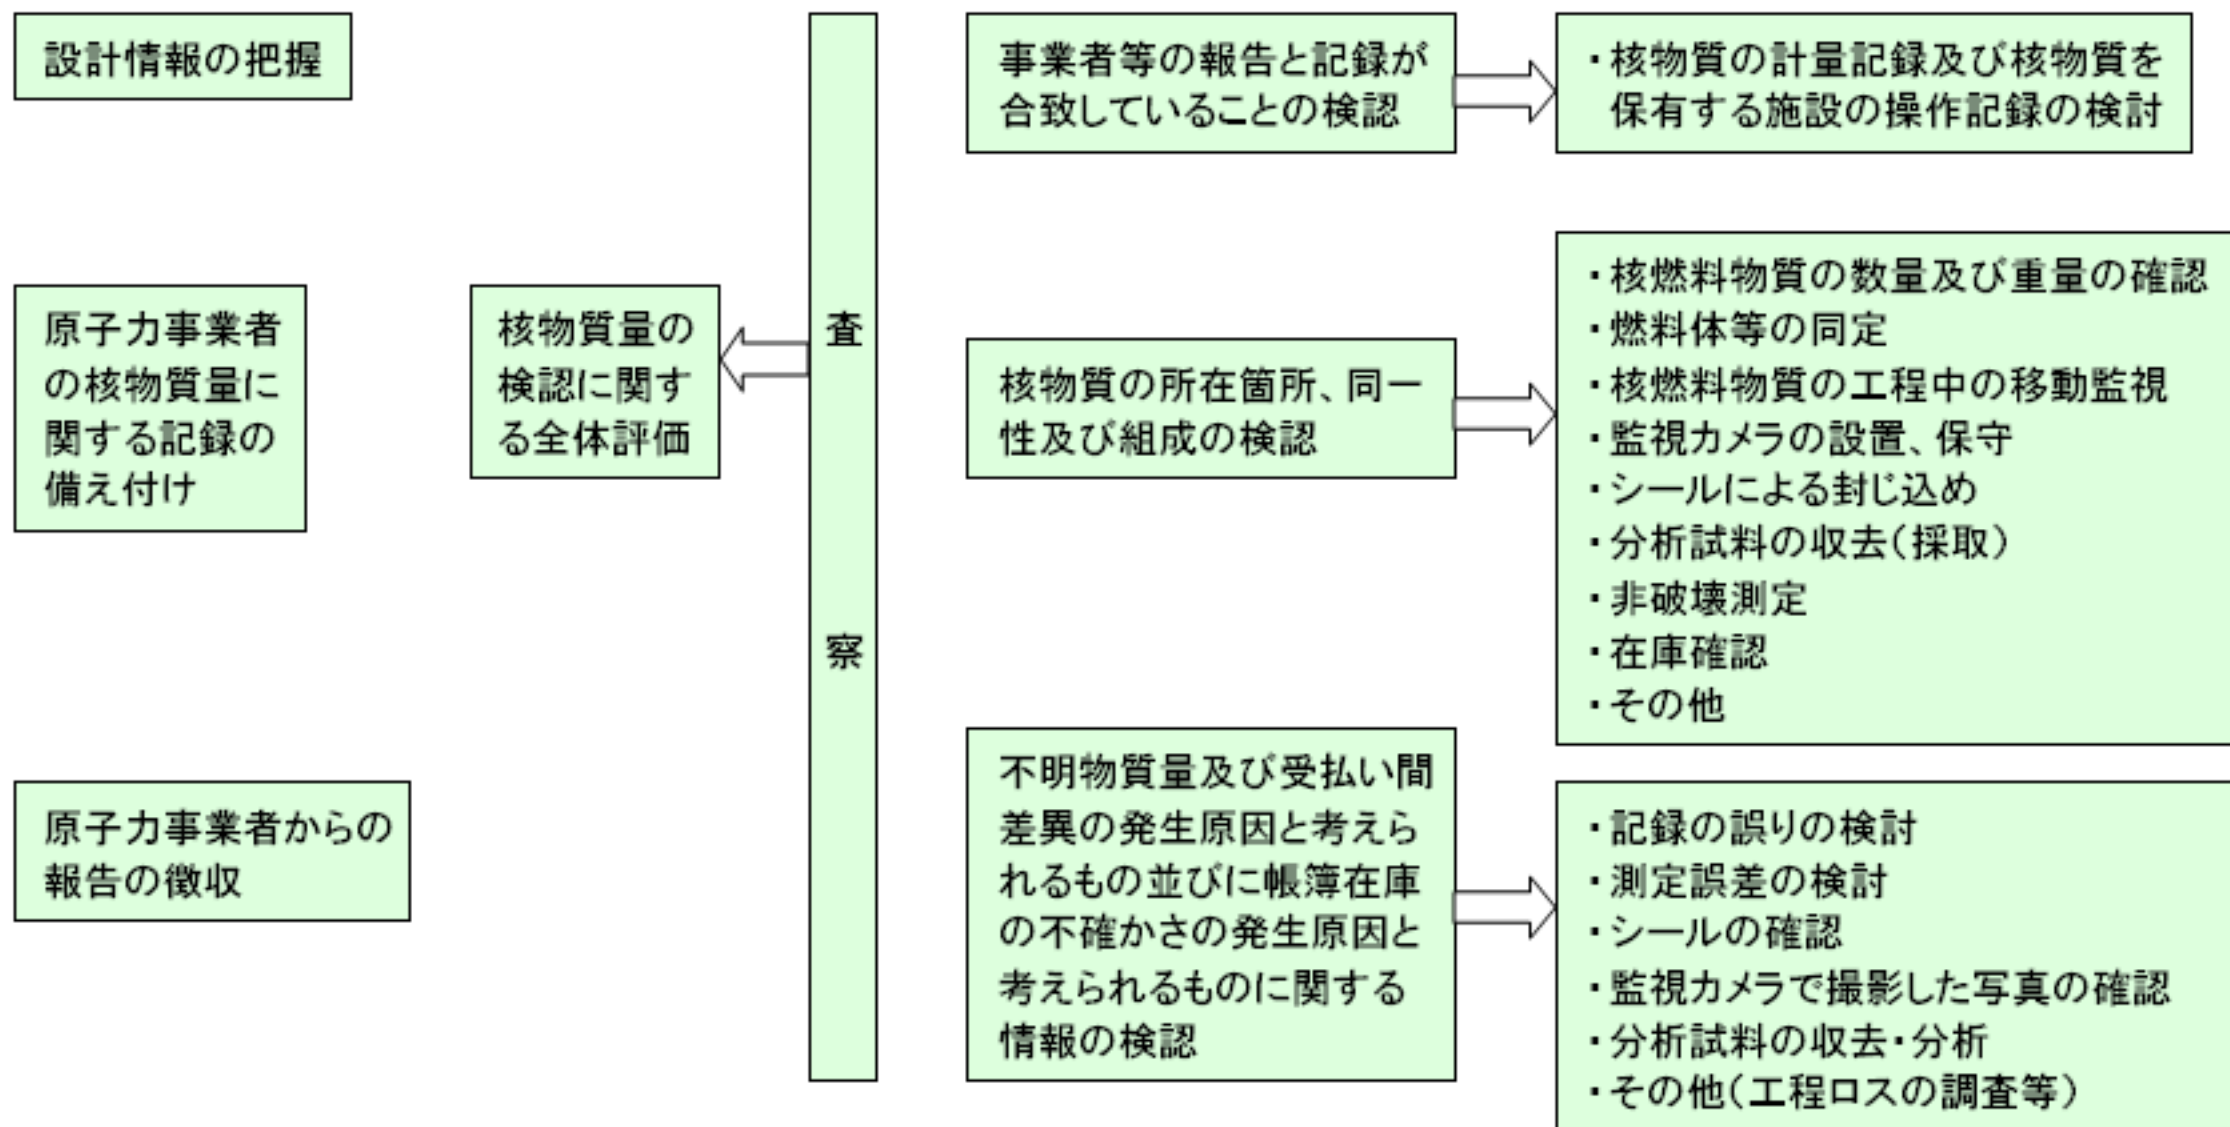 設計情報の把握
原子力事業者
の核物質量に
関する記録の
備え付け
原子力事業者からの
報告の徴収
核物質量の
検認に関す
る全体評価
査
察
事業者等の報告と記録が
合致していることの検認
・核物質の計量記録及び核物質を
保有する施設の操作記録の検討
核物質の所在箇所、同一
性及び組成の検認
・核燃料物質の数量及び重量の確認
・燃料体等の同定
・核燃料物質の工程中の移動監視
・監視カメラの設置、保守
・シールによる封じ込め
・分析試料の収去(採取)
・非破壊測定
・在庫確認
・その他
不明物質量及び受払い間
差異の発生原因と考えら
れるもの並びに帳簿在庫
の不確かさの発生原因と
考えられるものに関する
情報の検認
・記録の誤りの検討
・測定誤差の検討
・シールの確認
・監視カメラで撮影した写真の確認
・分析試料の収去・分析
・その他(工程ロスの調査等)